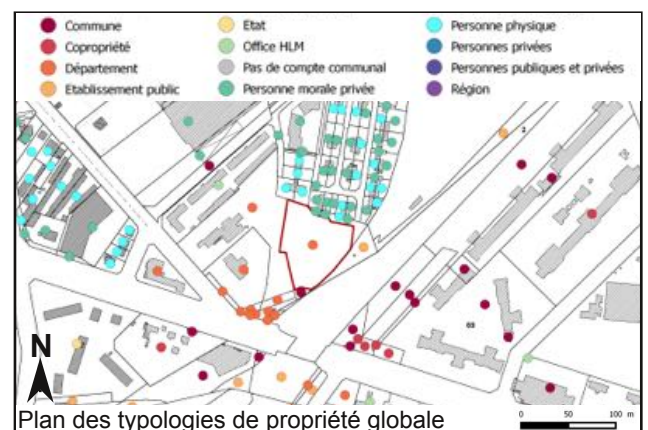 Commune
Copropriété
Département
Etablissement public
Etat
Office HLM
Pas de compte communal
Personne morale privée
Personne physique
Personnes privées
Personnes publiques et privées
Région
2
69
N
0 50 100 m
Plan des typologies de propriété globale